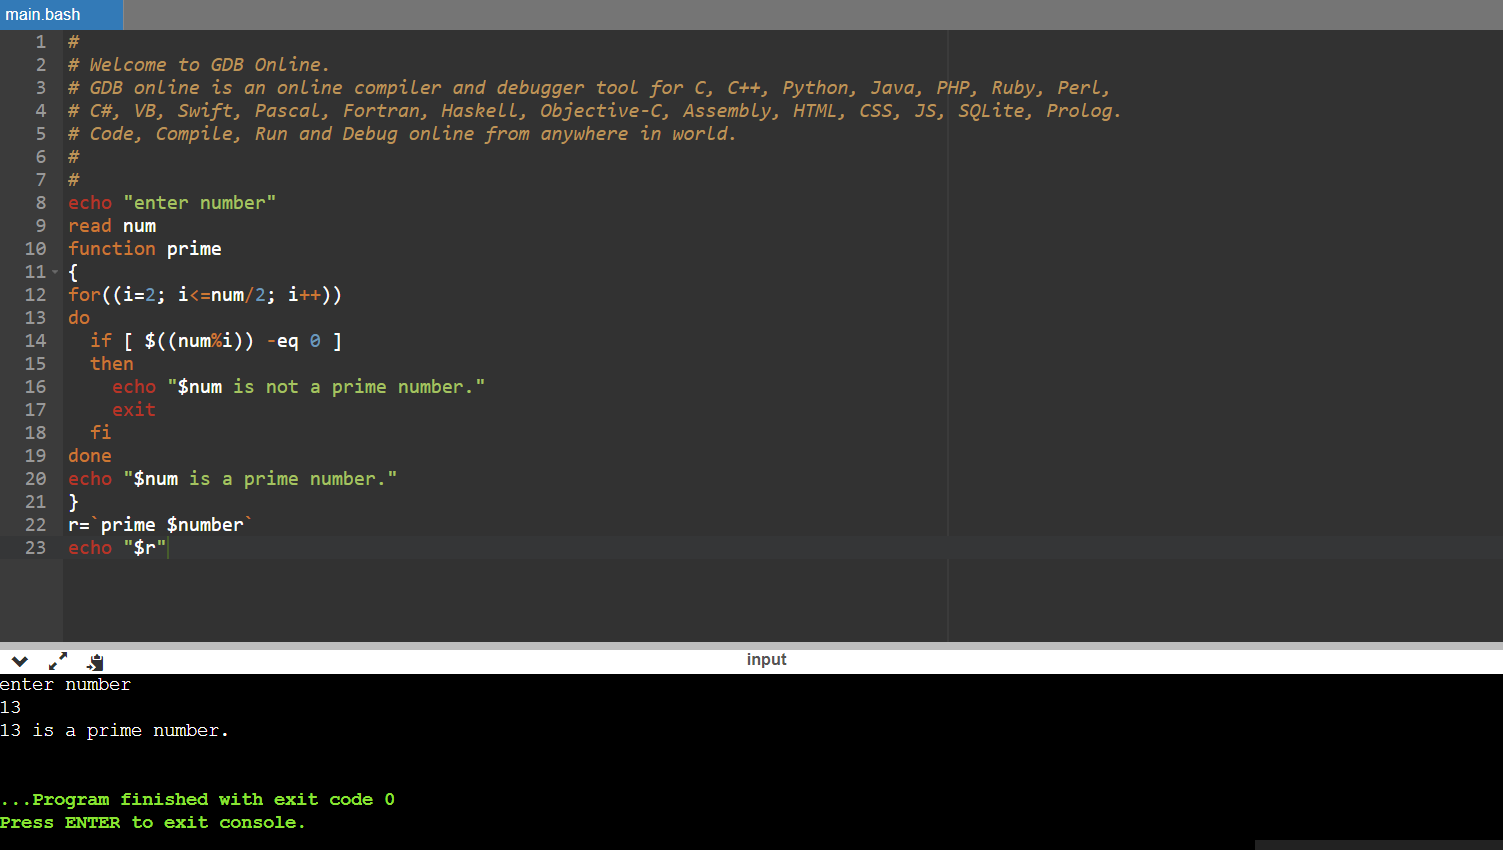 main.bash
1 #
2 # Welcome to GDB Online.
3 # GDB online is an online compiler and debugger tool for C, C++, Python, Java, PHP, Ruby, Perl,
4 # C#, VB, Swift, Pascal, Fortran, Haskell, Objective-C, Assembly, HTML, CSS, JS, SQLite, Prolog.
5 # Code, Compile, Run and Debug online from anywhere in world.
6 #
7 #
8 echo "enter number"
9 read num
10 function prime
11 {
12 for((i=2; i<=num/2; i++))
13 do
14   if [ $((num%i)) -eq 0 ]
15   then
16     echo "$num is not a prime number."
17     exit
18   fi
19 done
20 echo "$num is a prime number."
21 }
22 r=`prime $number`
23 echo "$r"
input
enter number
13
13 is a prime number.
...Program finished with exit code 0
Press ENTER to exit console.